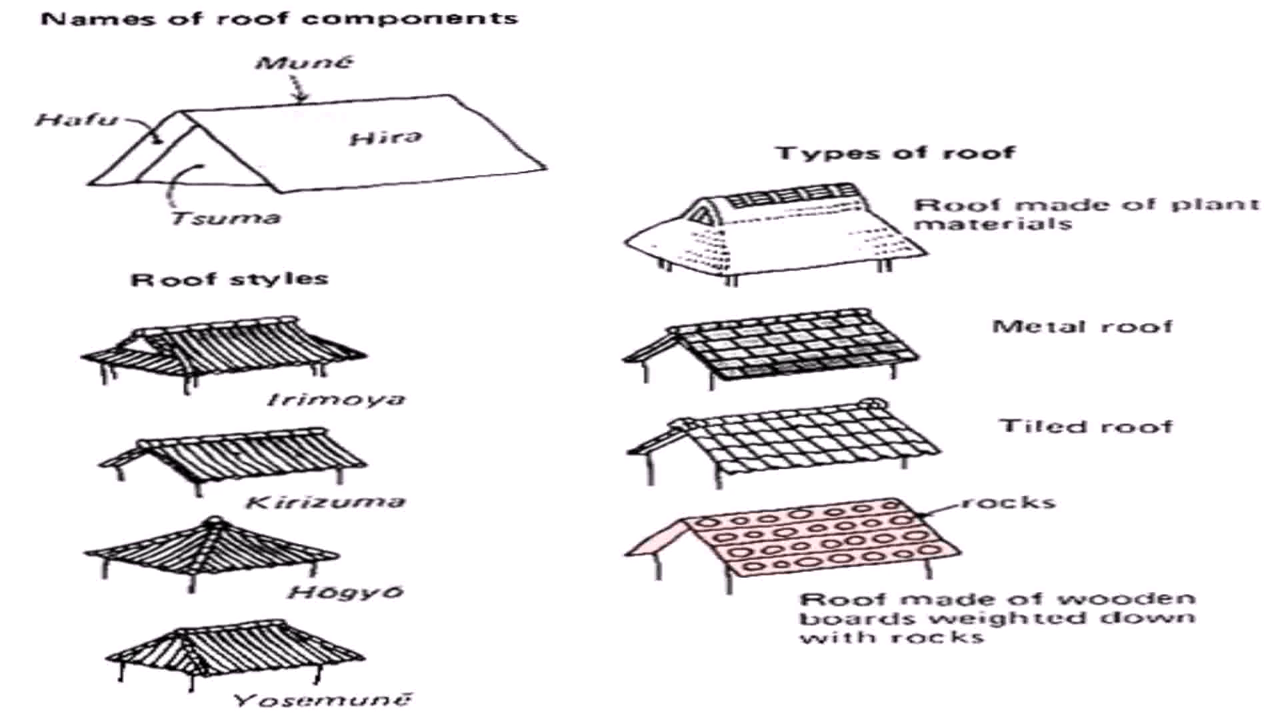 Names of roof components
Muné
Hafu
Hira
Tsuma
Roof styles
Irimoya
Kirizuma
Hōgyō
Yosemunē
Types of roof
Roof made of plant
materials
Metal roof
Tiled roof
rocks
Roof made of wooden
boards weighted down
with rocks